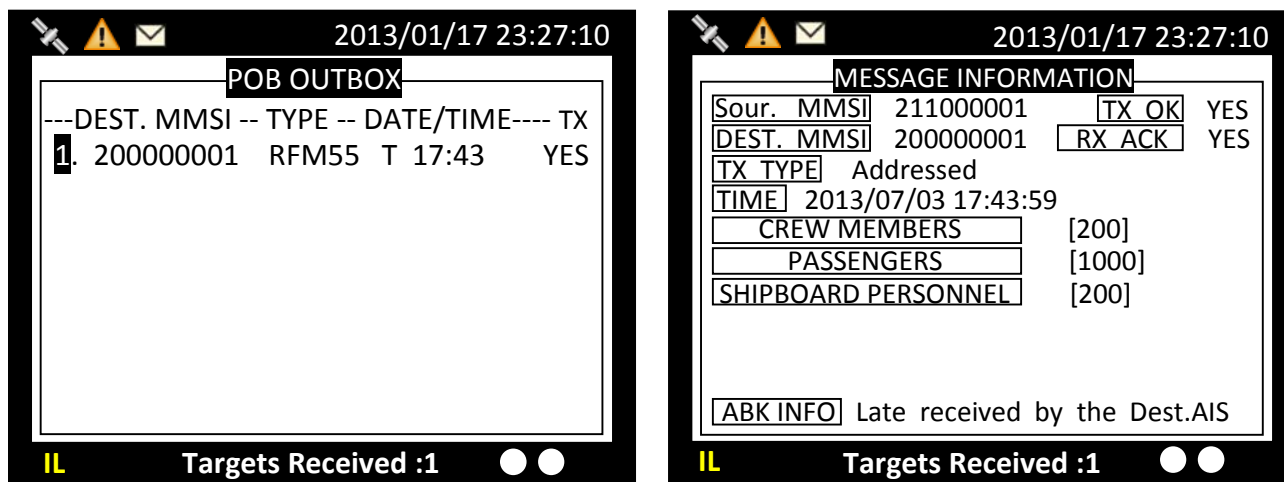 2013/01/17 23:27:10
POB OUTBOX
---DEST. MMSI -- TYPE -- DATE/TIME---- TX
1. 200000001 RFM55 T 17:43 YES
IL Targets Received :1
2013/01/17 23:27:10
MESSAGE INFORMATION
Sour. MMSI 211000001 TX OK YES
DEST. MMSI 200000001 RX ACK YES
TX TYPE Addressed
TIME 2013/07/03 17:43:59
CREW MEMBERS [200]
PASSENGERS [1000]
SHIPBOARD PERSONNEL [200]
ABK INFO Late received by the Dest.AIS
IL Targets Received :1